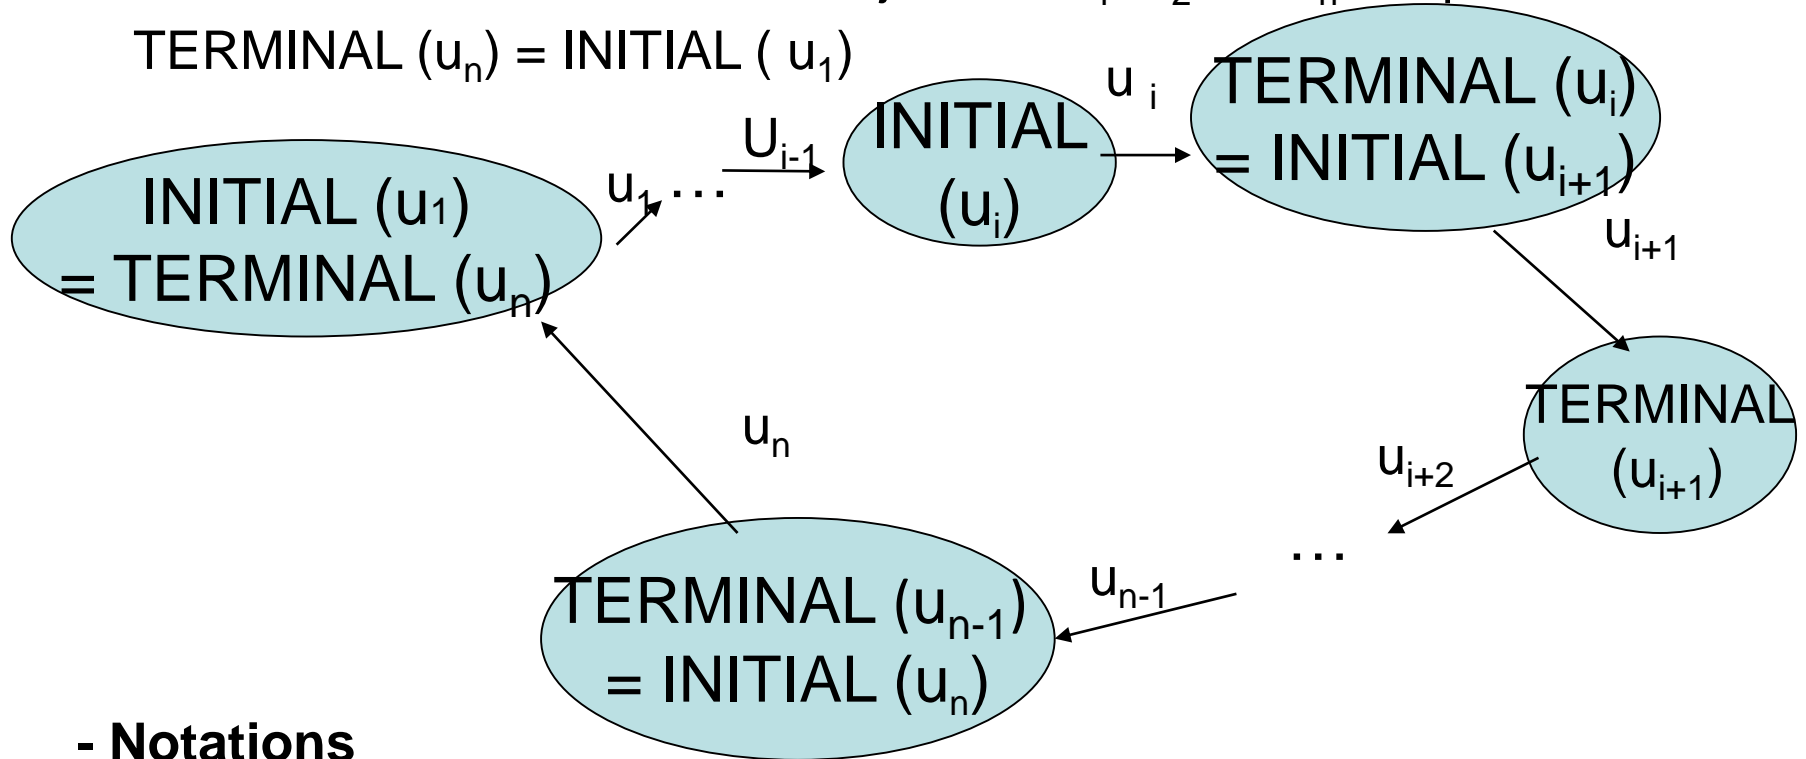 TERMINAL (uₙ) = INITIAL ( u₁)
INITIAL (u1)
= TERMINAL (uₙ)
u₁
…
Uᵢ₋₁
INITIAL
(uᵢ)
u ᵢ
TERMINAL (uᵢ)
= INITIAL (uᵢ₊₁)
uᵢ₊₁
TERMINAL
(uᵢ₊₁)
uᵢ₊₂
…
uₙ₋₁
TERMINAL (uₙ₋₁)
= INITIAL (uₙ)
uₙ
- Notations